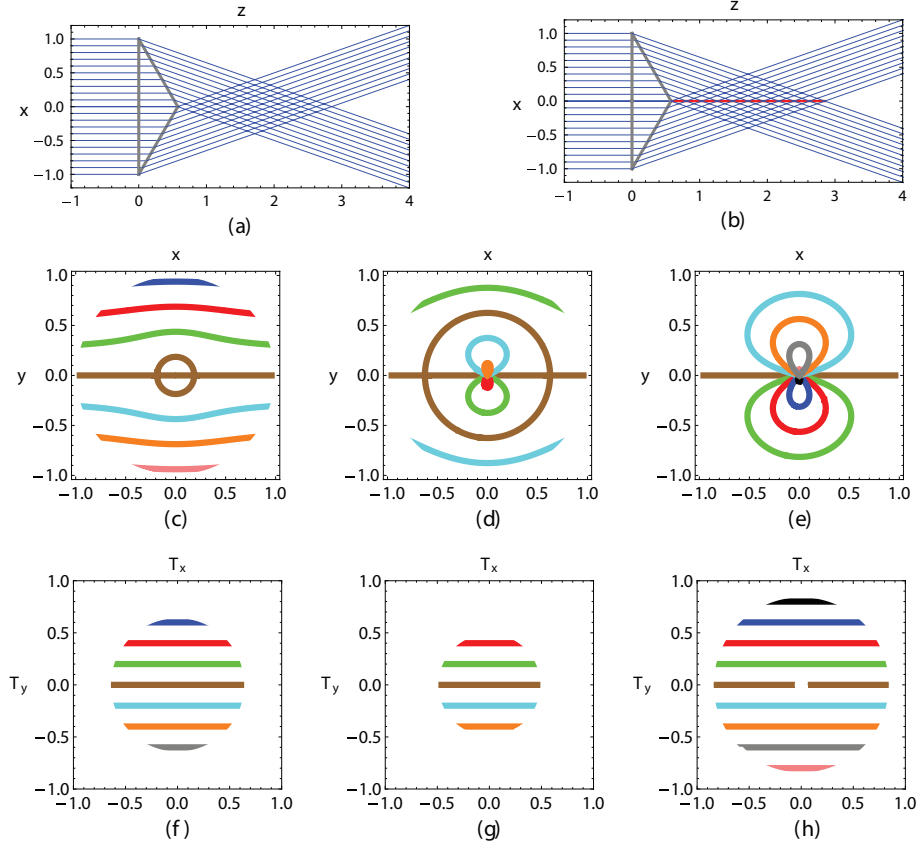 z z
1.0 1.0
0.5 0.5
x 0.0 x 0.0
−0.5 −0.5
−1.0 −1.0
−1 0 1 2 3 4 −1 0 1 2 3 4
(a) (b)
x x x
1.0 1.0 1.0
0.5 0.5 0.5
y 0.0 y 0.0 y 0.0
−0.5 −0.5 −0.5
−1.0 −1.0 −1.0
−1.0 −0.5 0.0 0.5 1.0 −1.0 −0.5 0.0 0.5 1.0 −1.0 −0.5 0.0 0.5 1.0
(c) (d) (e)
Tx Tx Tx
1.0 1.0 1.0
0.5 0.5 0.5
Ty 0.0 Ty 0.0 Ty 0.0
−0.5 −0.5 −0.5
−1.0 −1.0 −1.0
−1.0 −0.5 0.0 0.5 1.0 −1.0 −0.5 0.0 0.5 1.0 −1.0 −0.5 0.0 0.5 1.0
(f) (g) (h)